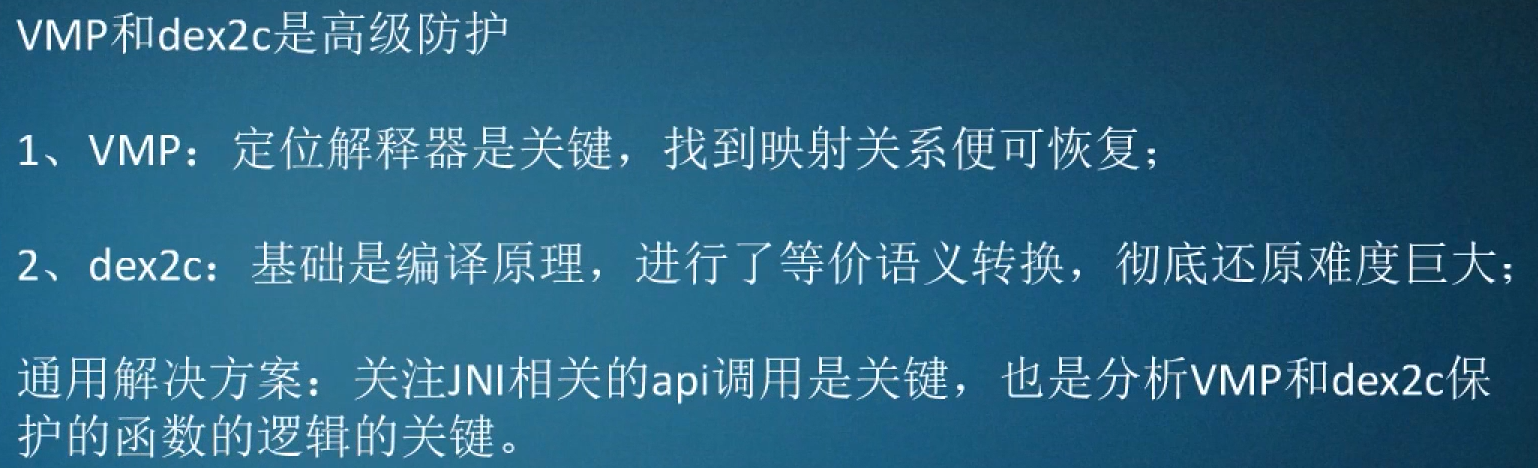 VMP和dex2c是高级防护
1、VMP：定位解释器是关键，找到映射关系便可恢复；
2、dex2c：基础是编译原理，进行了等价语义转换，彻底还原难度巨大；
通用解决方案：关注JNI相关的api调用是关键，也是分析VMP和dex2c保
护的函数的逻辑的关键。